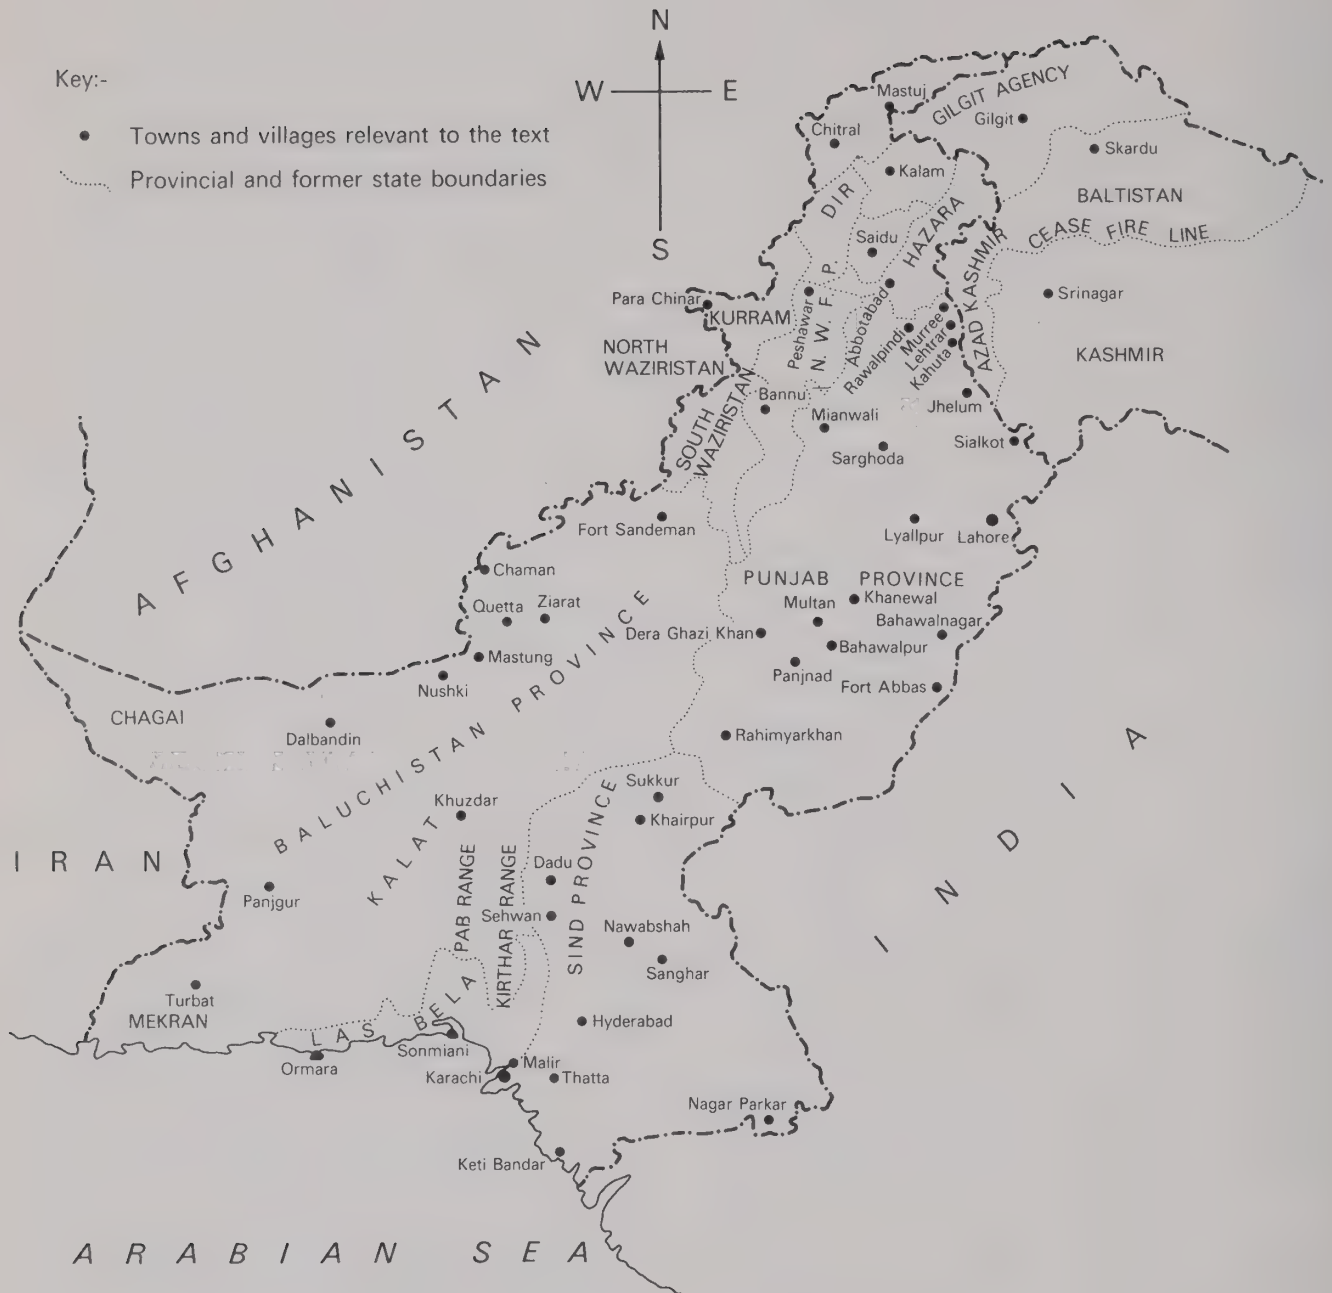 N
W E
S
Key:-
Towns and villages relevant to the text
Provincial and former state boundaries
Mastuj
GILGIT AGENCY
Gilgit
Chitral
Skardu
Kalam
BALTISTAN
DIR
HAZARA
Saidu
CEASE FIRE LINE
N. W. F. P.
AZAD KASHMIR
Para Chinar
KURRAM
Peshawar
Abbotabad
Rawalpindi
Murree
Lehtrar
Kahuta
Srinagar
KASHMIR
NORTH
WAZIRISTAN
SOUTH
WAZIRISTAN
Bannu
Mianwali
Jhelum
Sarghoda
Sialkot
AFGHANISTAN
Fort Sandeman
Lyallpur
Lahore
Chaman
PUNJAB PROVINCE
Quetta
Ziarat
Multan
Khanewal
Dera Ghazi Khan
Bahawalnagar
Mastung
Bahawalpur
Nushki
Panjnad
Fort Abbas
CHAGAI
Dalbandin
Rahimyarkhan
BALUCHISTAN PROVINCE
INDIA
Sukkur
Khuzdar
Khairpur
KALAT
IRAN
PAB RANGE
KIRTHAR RANGE
SIND PROVINCE
Dadu
Panjgur
Sehwan
Nawabshah
Sanghar
Turbat
MEKRAN
LAS BELA
Hyderabad
Ormara
Sonmiani
Malir
Karachi
Thatta
Nagar Parkar
Keti Bandar
ARABIAN SEA